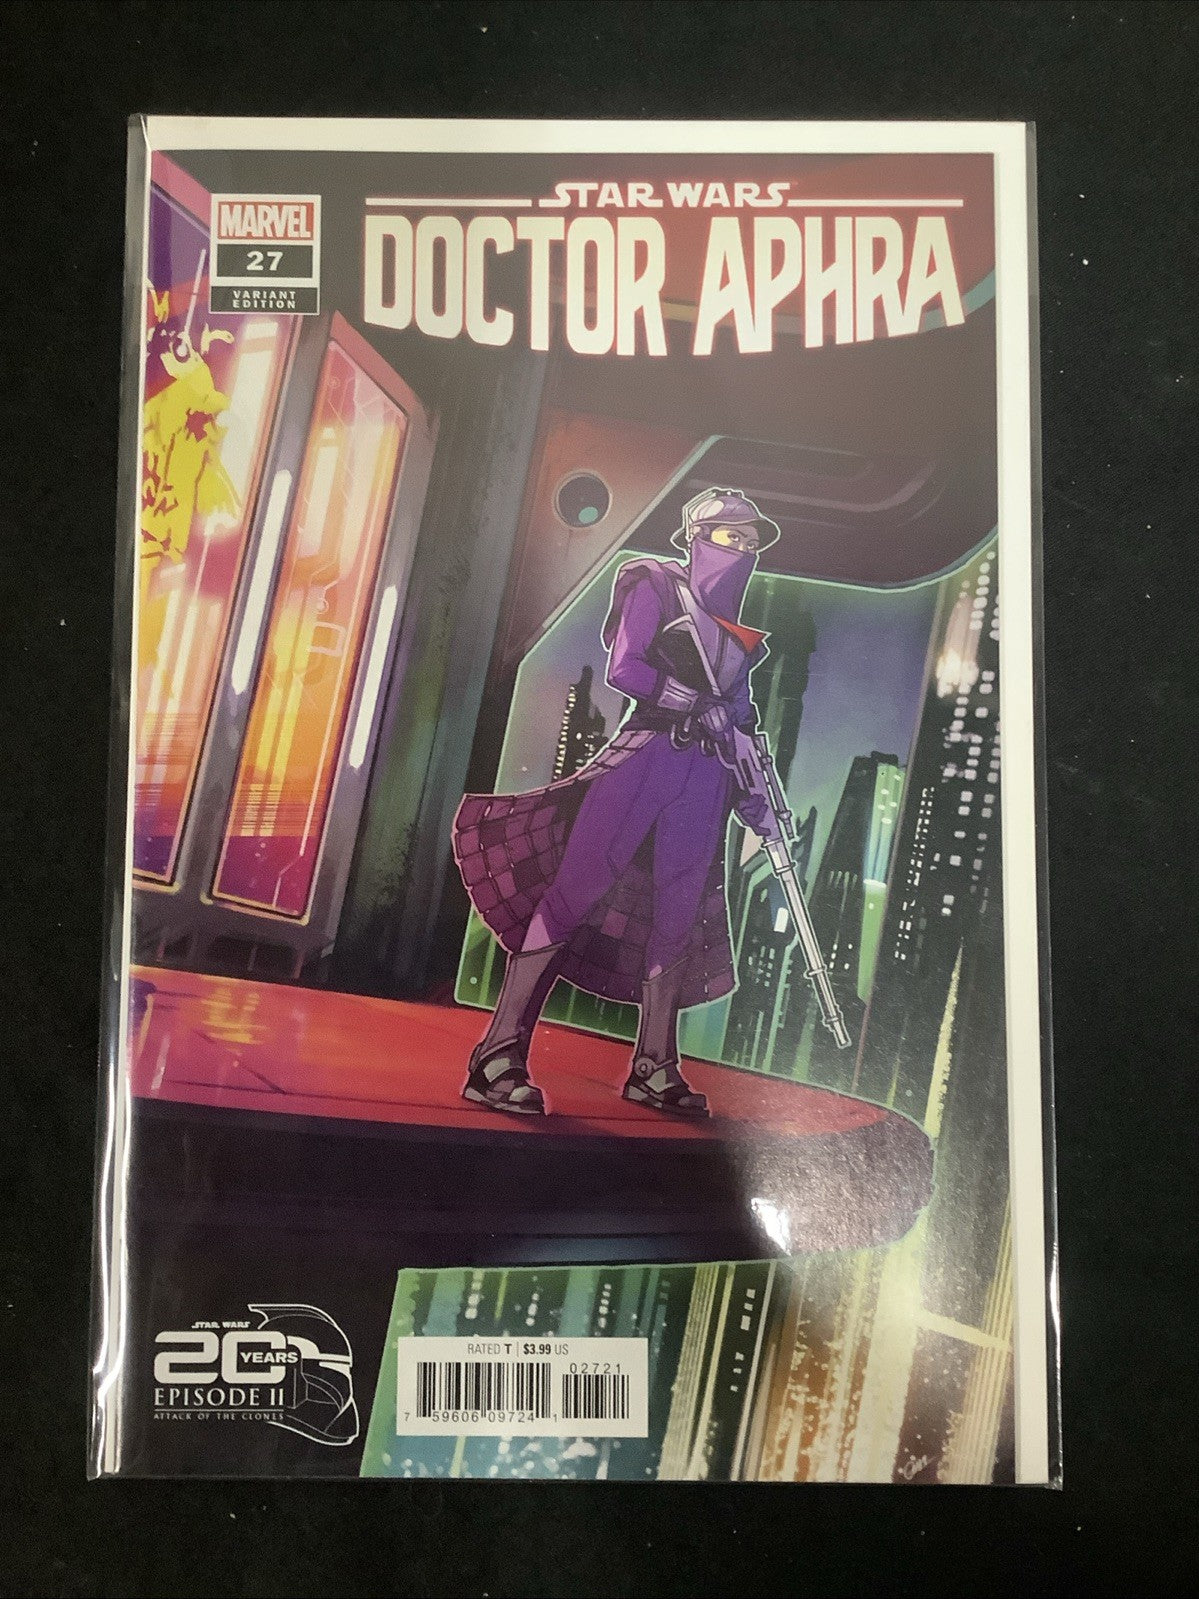 MARVEL
27
VARIANT
EDITION
STAR WARS
DOCTOR APHRA
STAR WARS
20 YEARS
EPISODE II
ATTACK OF THE CLONES
RATED T $3.99 US
02721
7 59606 09724 1